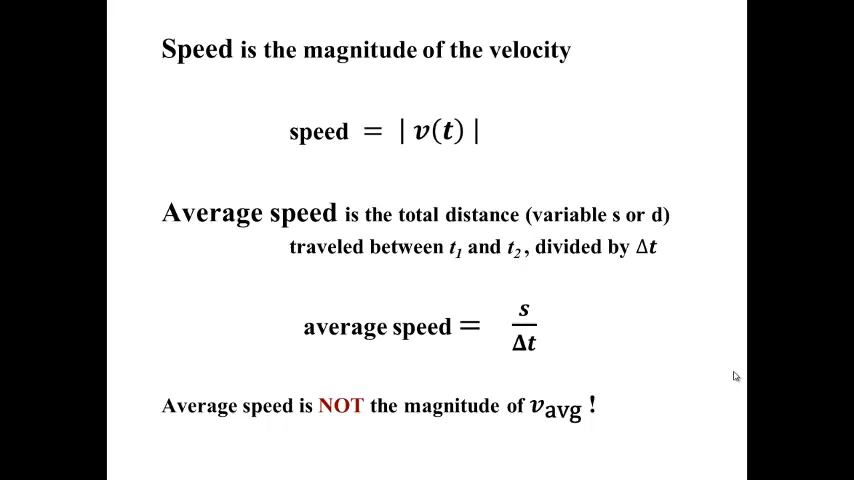 Speed is the magnitude of the velocity
speed = | v(t) |
Average speed is the total distance (variable s or d)
traveled between t₁ and t₂, divided by Δt
average speed = s/Δt
Average speed is NOT the magnitude of v_avg !